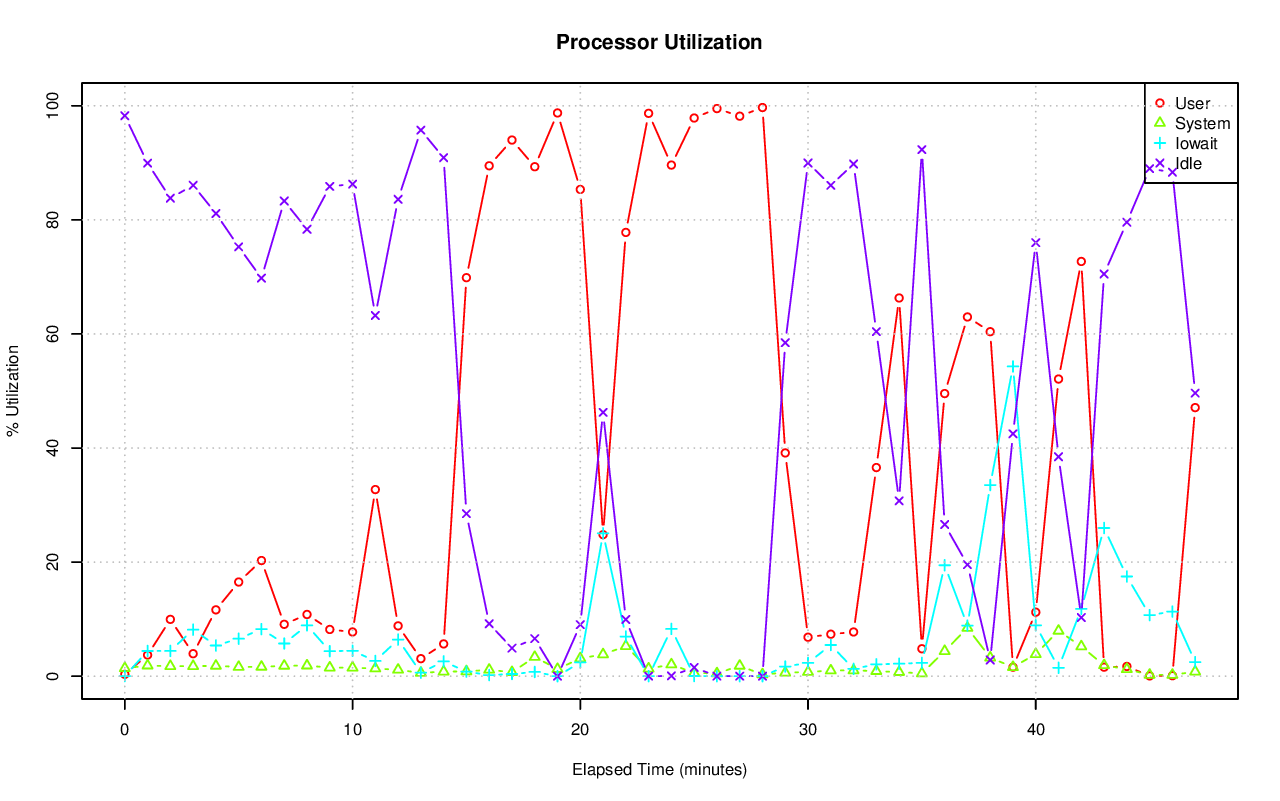 Processor Utilization
100
80
60
40
20
0
% Utilization
User
System
Iowait
Idle
0 10 20 30 40
Elapsed Time (minutes)